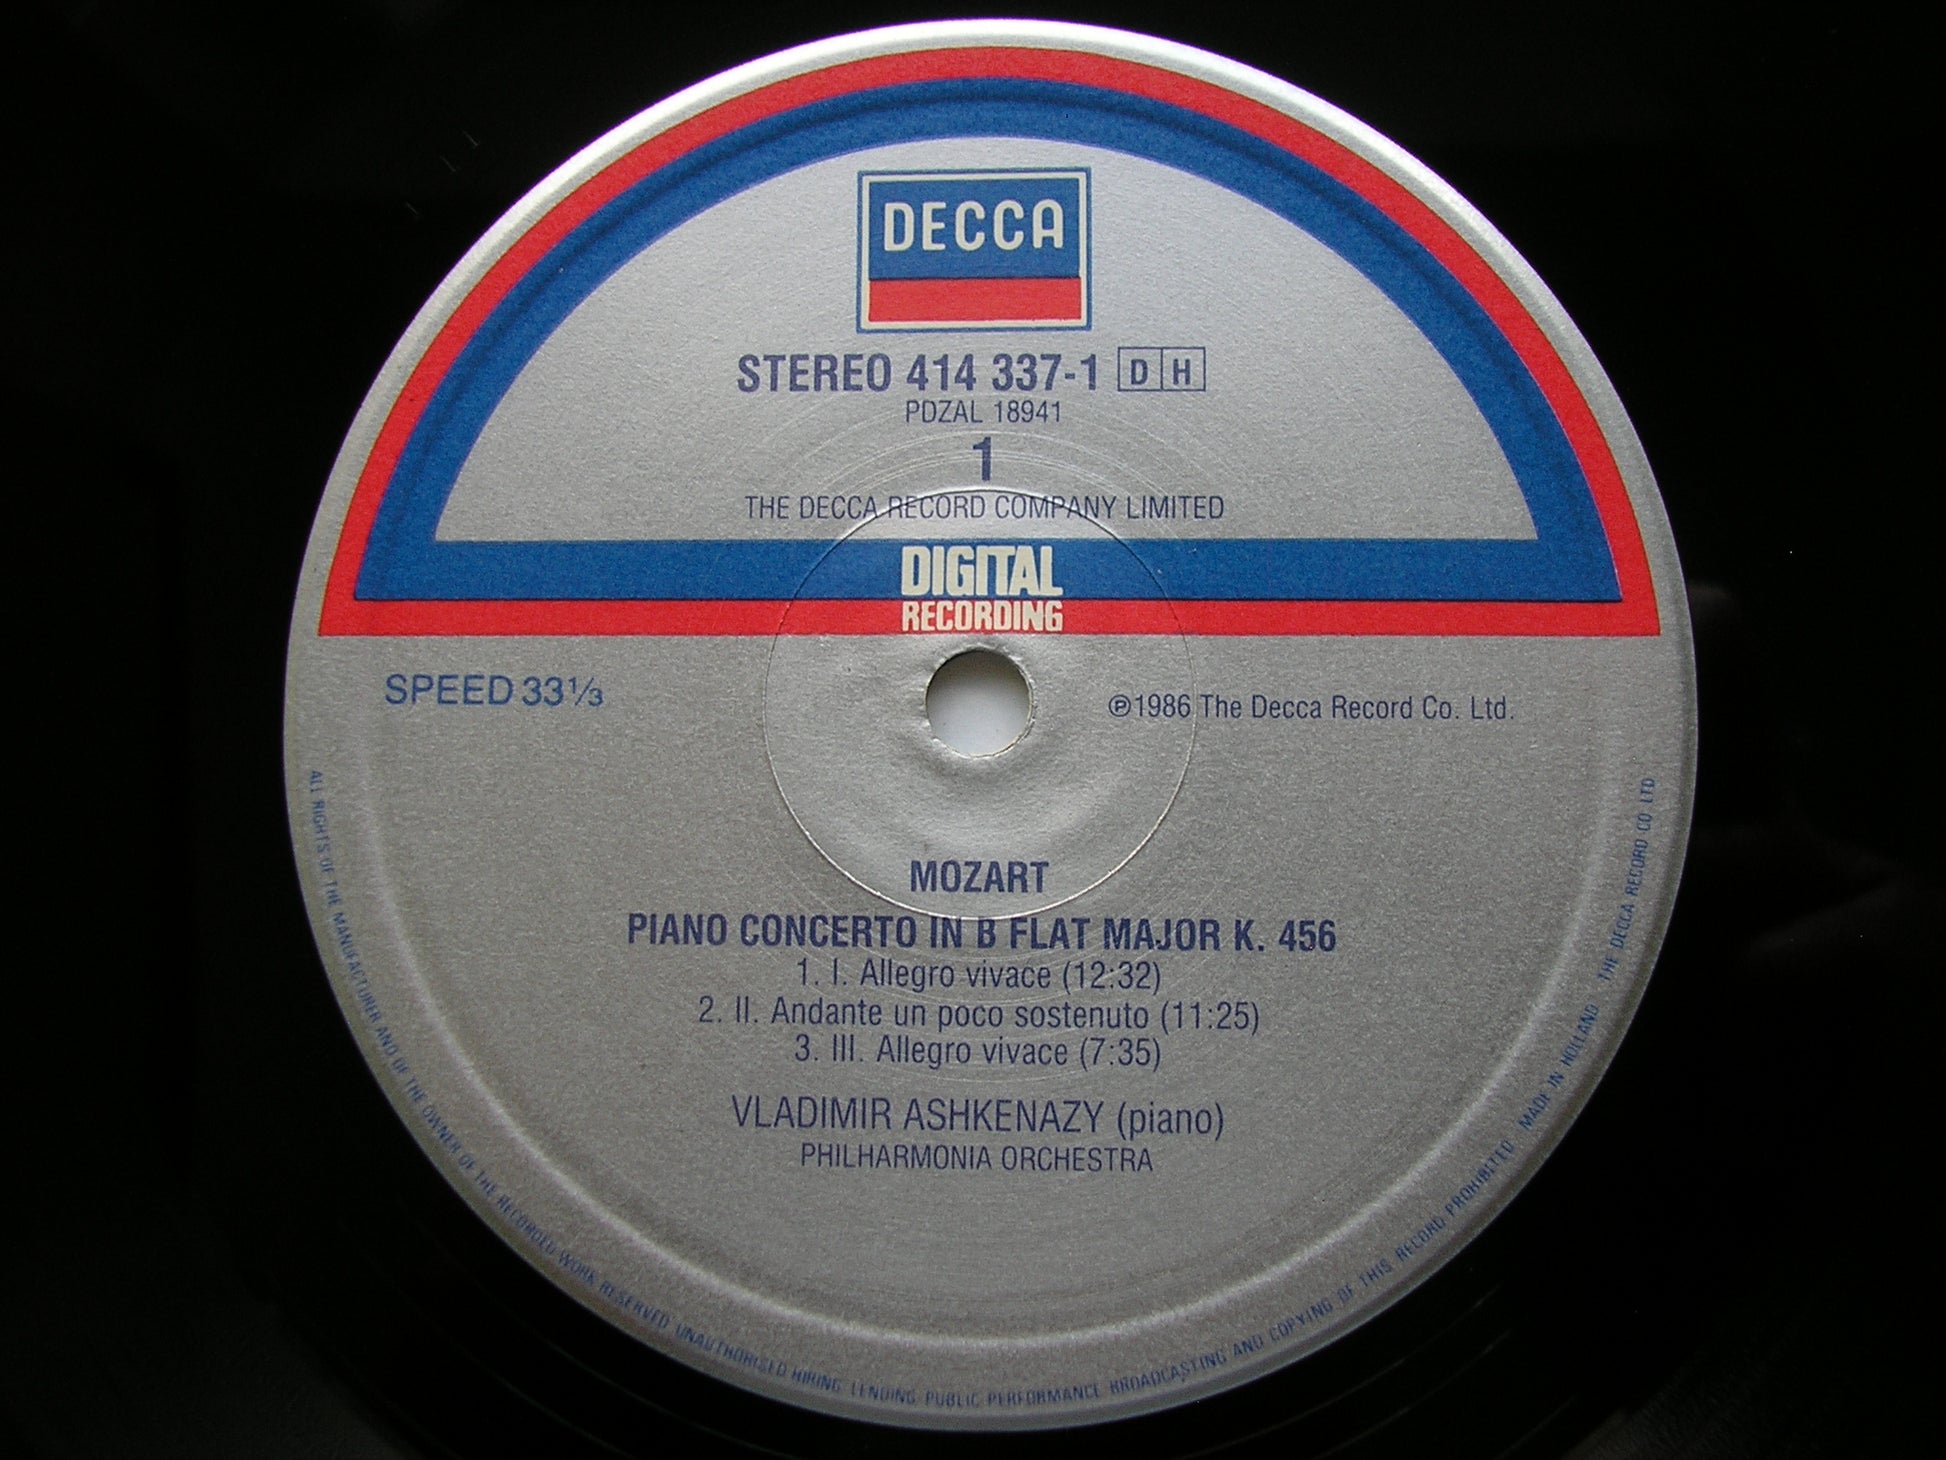 DECCA
STEREO 414 337-1 D H
PDZAL 18941
1
THE DECCA RECORD COMPANY LIMITED
DIGITAL
RECORDING
SPEED 33⅓
℗1986 The Decca Record Co. Ltd.
MOZART
PIANO CONCERTO IN B FLAT MAJOR K. 456
1. I. Allegro vivace (12:32)
2. II. Andante un poco sostenuto (11:25)
3. III. Allegro vivace (7:35)
VLADIMIR ASHKENAZY (piano)
PHILHARMONIA ORCHESTRA
ALL RIGHTS OF THE MANUFACTURER AND OF THE OWNER OF THE RECORDED WORK RESERVED UNAUTHORISED HIRING LENDING PUBLIC PERFORMANCE BROADCASTING AND COPYING OF THIS RECORD PROHIBITED MADE IN HOLLAND THE DECCA RECORD CO LTD